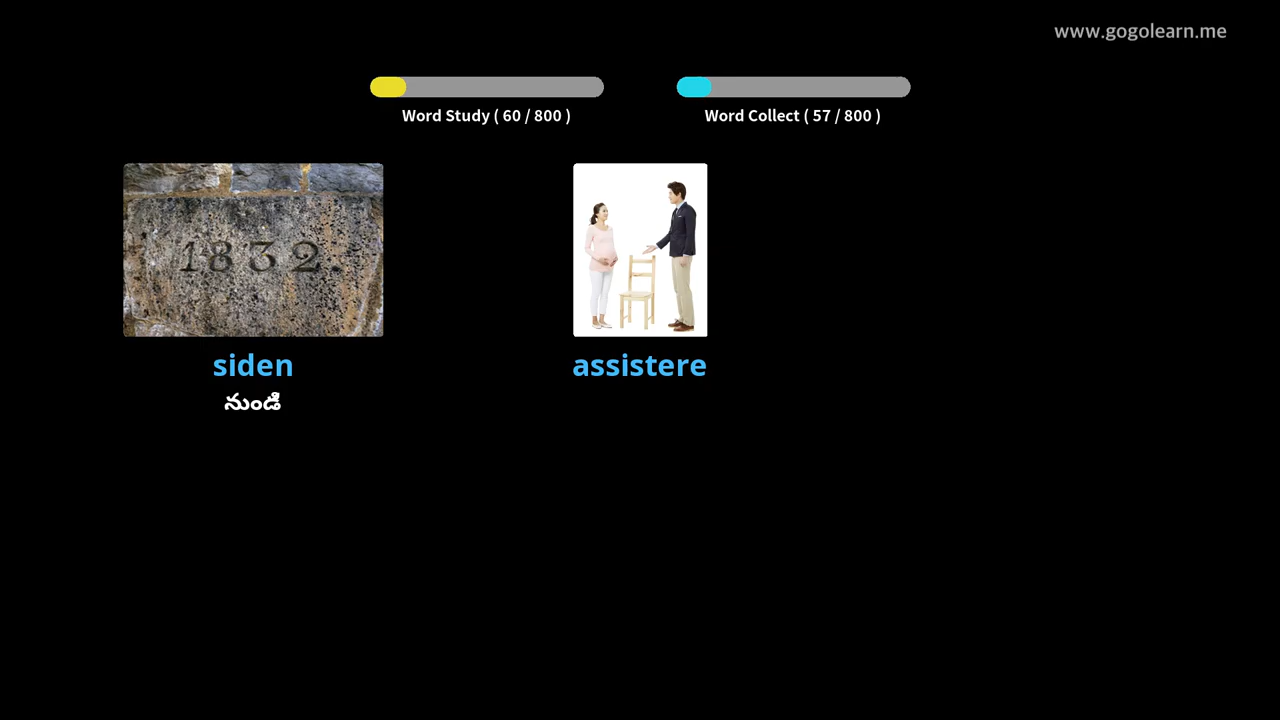 www.gogolearn.me
Word Study ( 60 / 800 )
Word Collect ( 57 / 800 )
1832
siden
నుండి
assistere